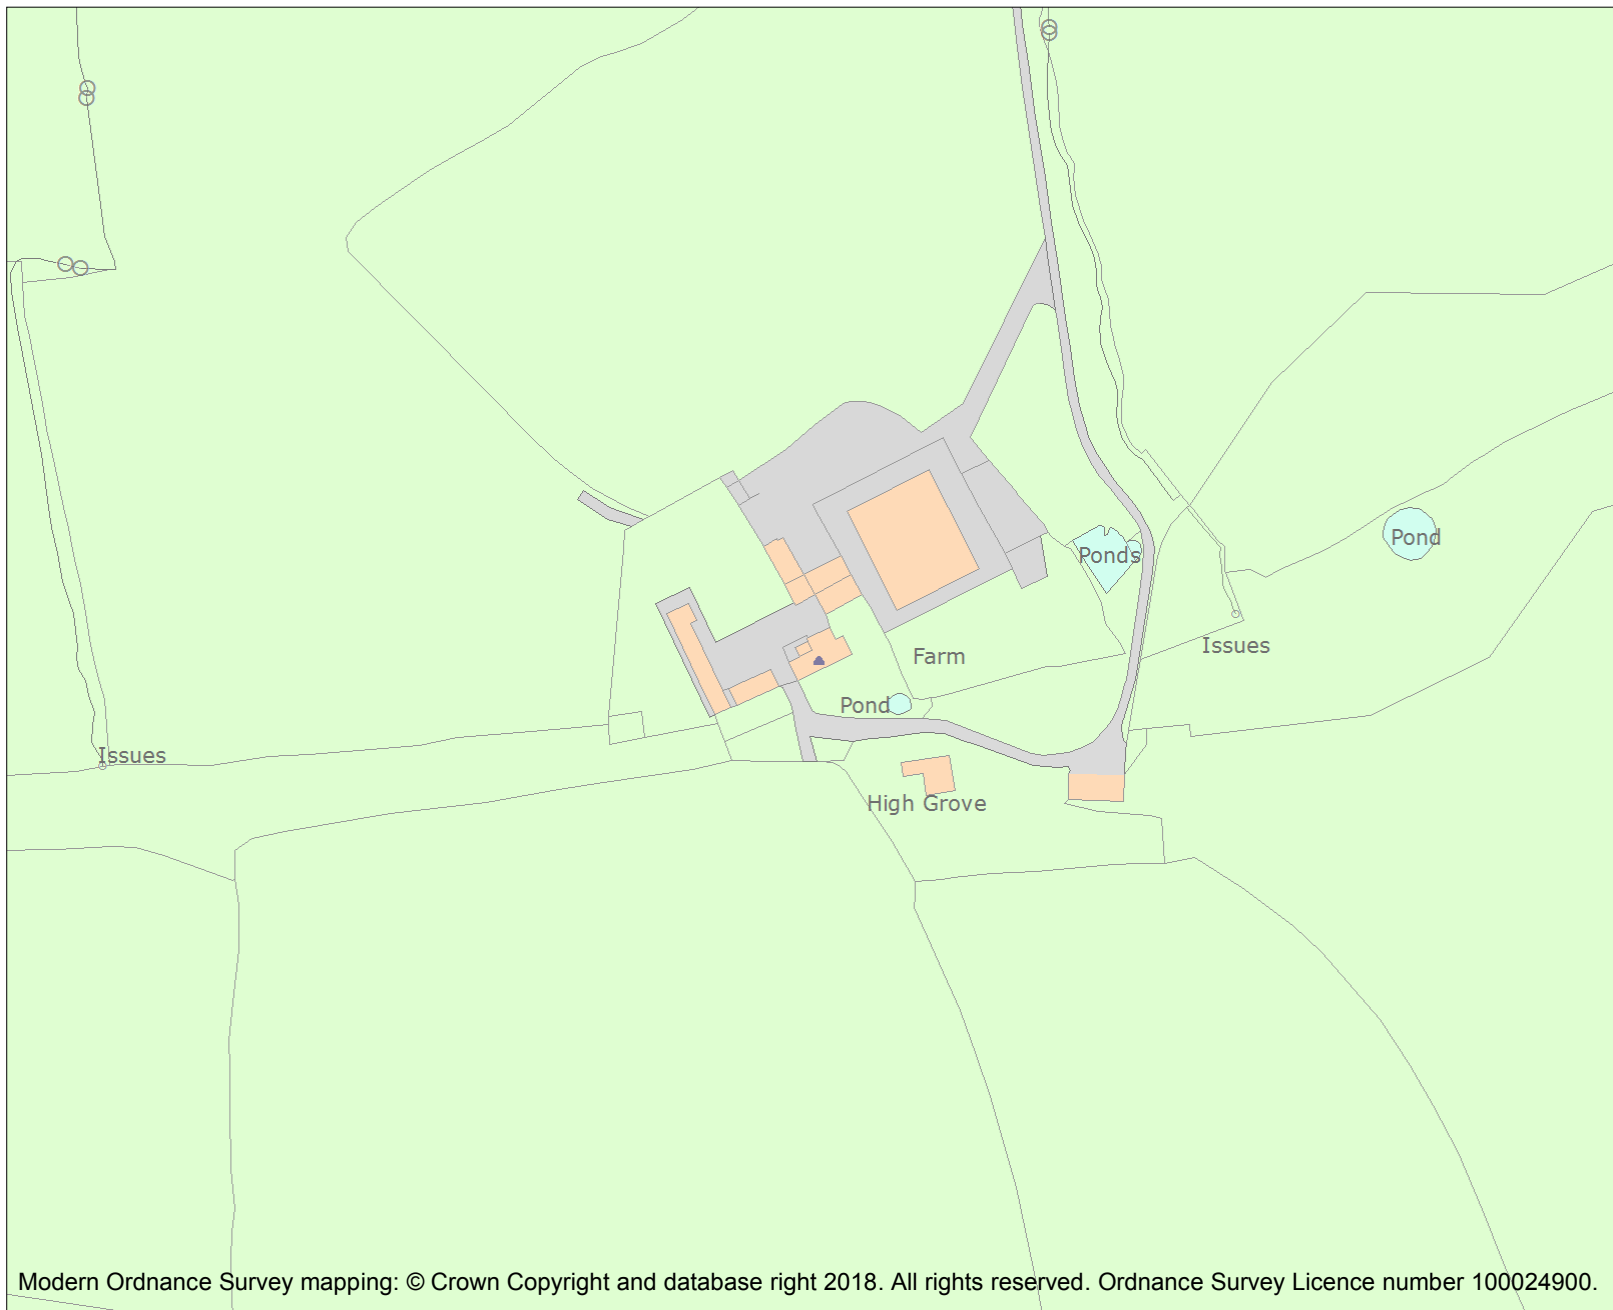 Ponds
Pond
Issues
Farm
Pond
Issues
High Grove
Modern Ordnance Survey mapping: © Crown Copyright and database right 2018. All rights reserved. Ordnance Survey Licence number 100024900.